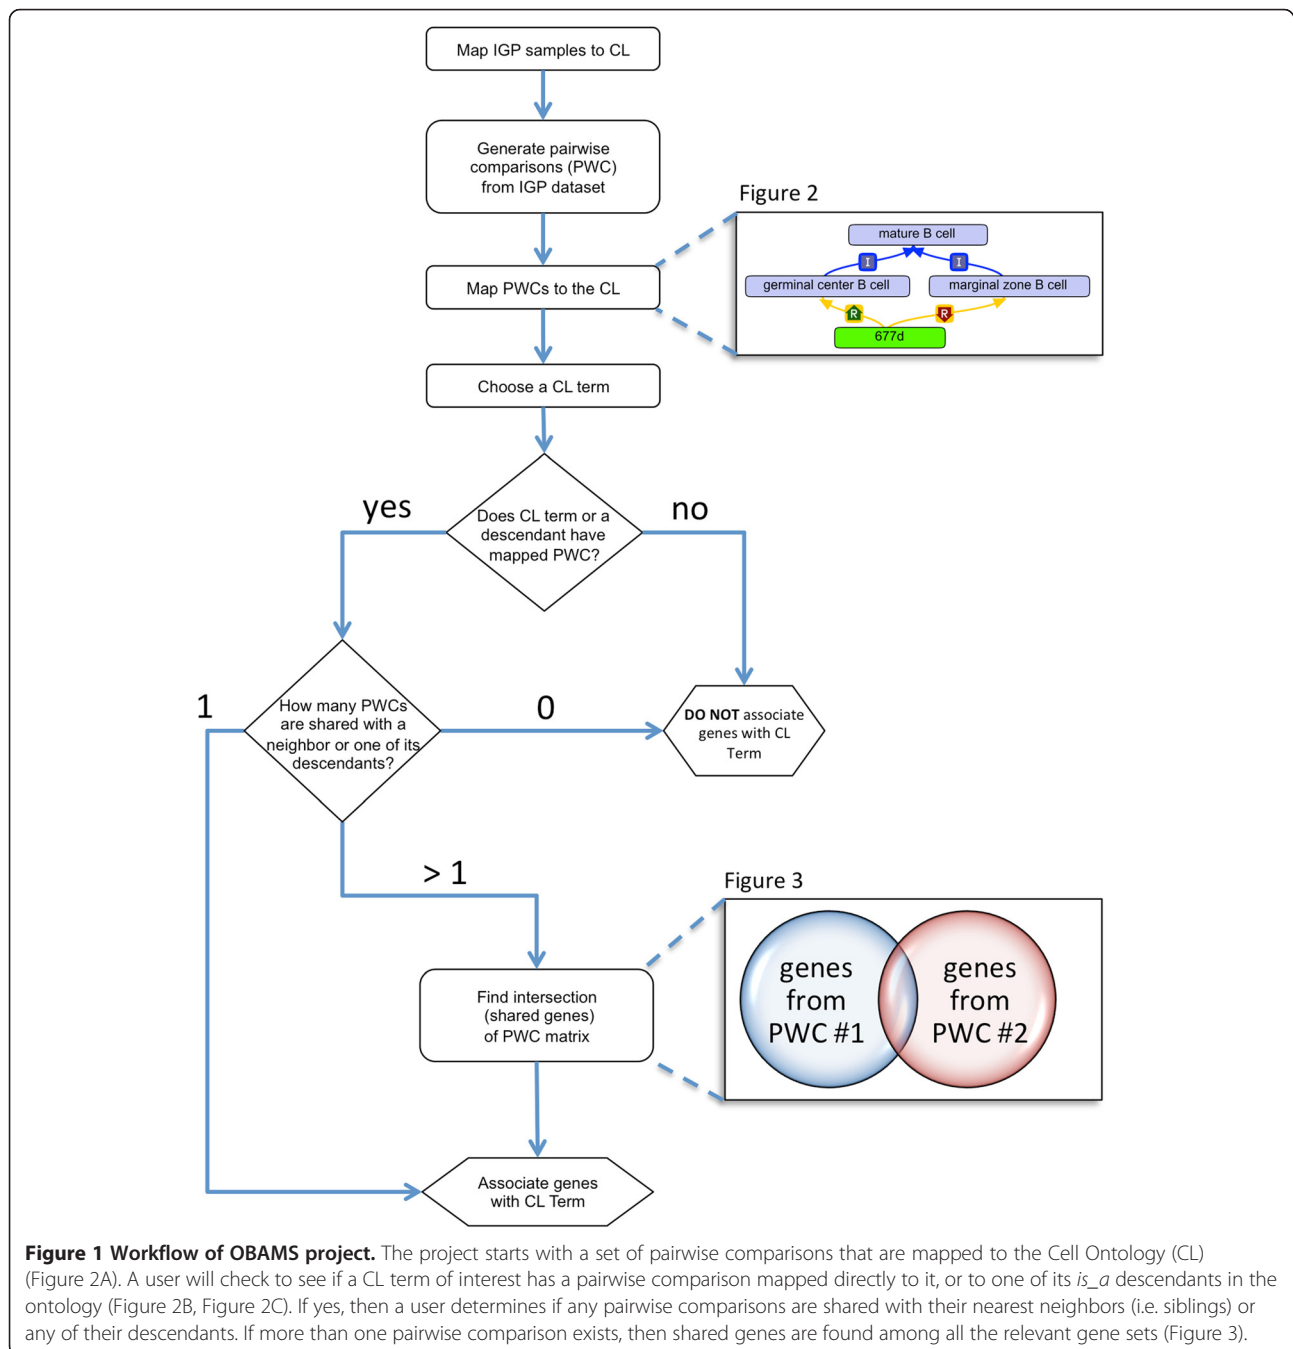 Map IGP samples to CL
Generate pairwise
comparisons (PWC)
from IGP dataset
Figure 2
mature B cell
I
I
germinal center B cell
marginal zone B cell
R
R
677d
Map PWCs to the CL
Choose a CL term
yes
Does CL term or a
descendant have
mapped PWC?
no
1
How many PWCs
are shared with a
neighbor or one of its
descendants?
0
DO NOT associate
genes with CL
Term
> 1
Figure 3
genes
from
PWC #1
genes
from
PWC #2
Find intersection
(shared genes)
of PWC matrix
Associate genes
with CL Term
Figure 1 Workflow of OBAMS project. The project starts with a set of pairwise comparisons that are mapped to the Cell Ontology (CL)
(Figure 2A). A user will check to see if a CL term of interest has a pairwise comparison mapped directly to it, or to one of its is_a descendants in the
ontology (Figure 2B, Figure 2C). If yes, then a user determines if any pairwise comparisons are shared with their nearest neighbors (i.e. siblings) or
any of their descendants. If more than one pairwise comparison exists, then shared genes are found among all the relevant gene sets (Figure 3).